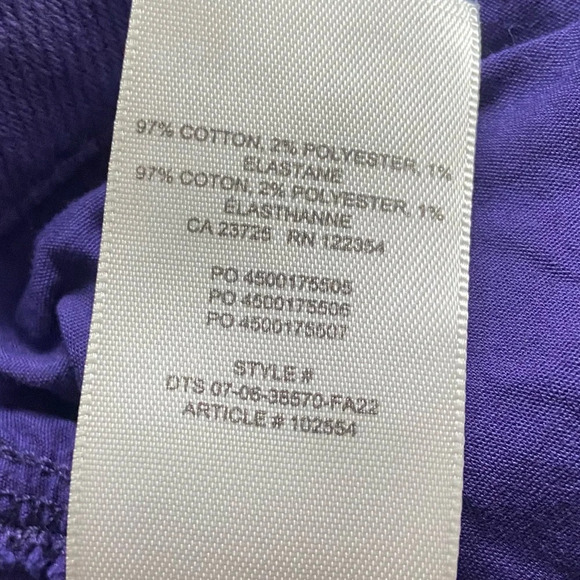 97% COTTON, 2% POLYESTER, 1%
ELASTANE
97% COTON, 2% POLYESTER, 1%
ÉLASTHANNE
CA 23725 RN 122354
PO 4500175505
PO 4500175506
PO 4500175507
STYLE #
DTS 07-06-38570-FA22
ARTICLE # 102554